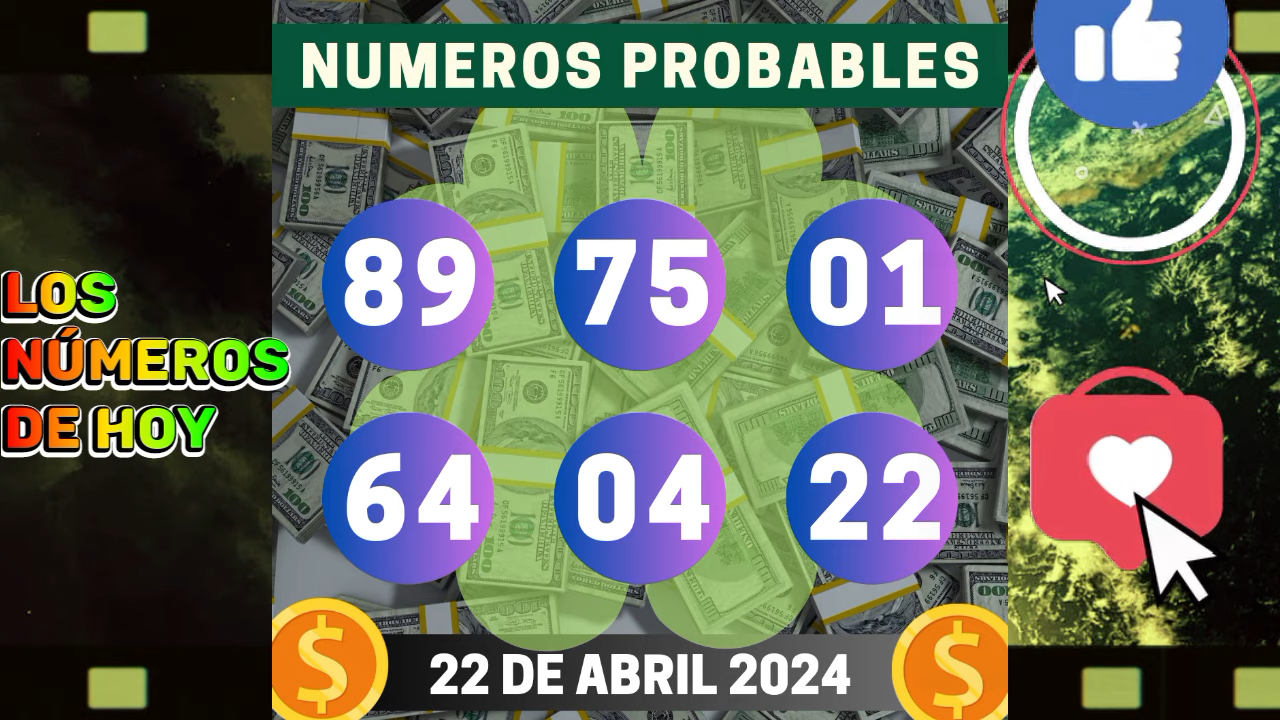 NUMEROS PROBABLES
89 75 01
LOS
NÚMEROS
DE HOY
64 04 22
22 DE ABRIL 2024